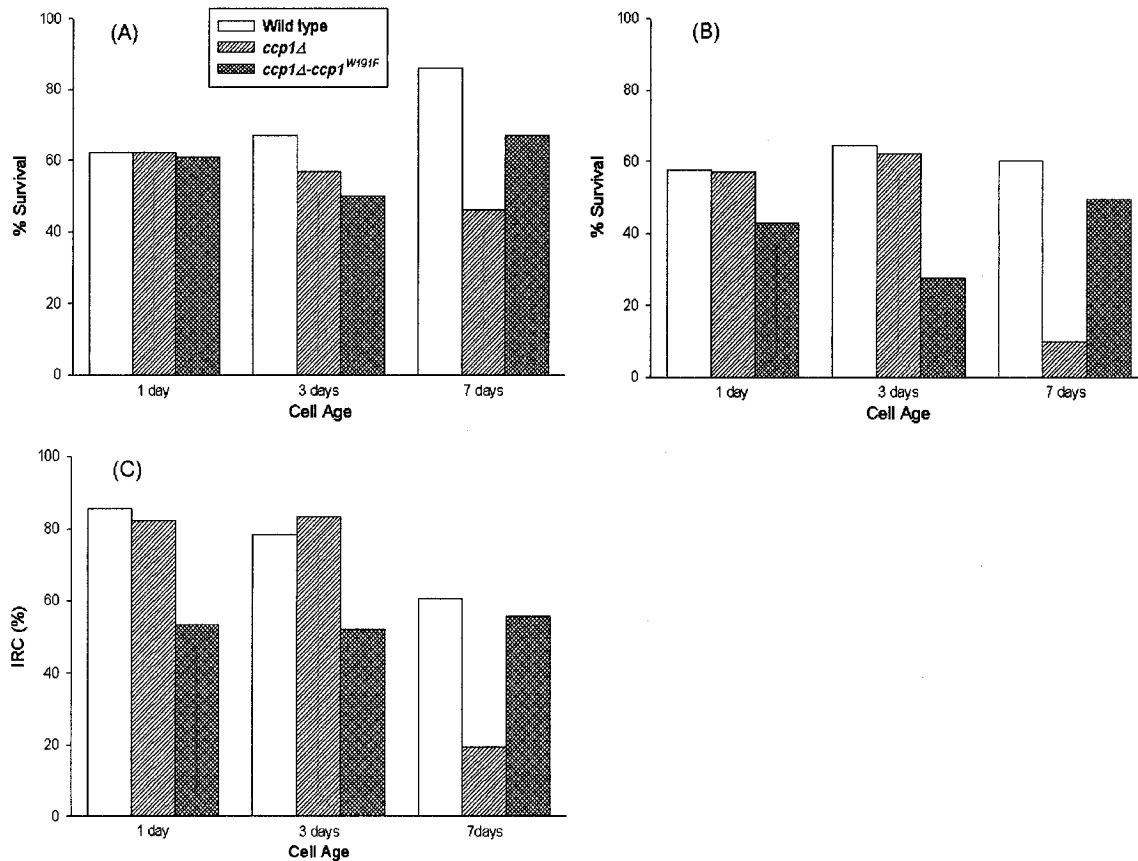 (A)
Wild type
ccp1Δ
ccp1Δ-ccp1^W191F
100
80
60
40
20
0
% Survival
1 day
3 days
7 days
Cell Age
(B)
100
80
60
40
20
0
% Survival
1 day
3 days
7 days
Cell Age
(C)
100
80
60
40
20
0
IRC (%)
1 day
3 days
7days
Cell Age